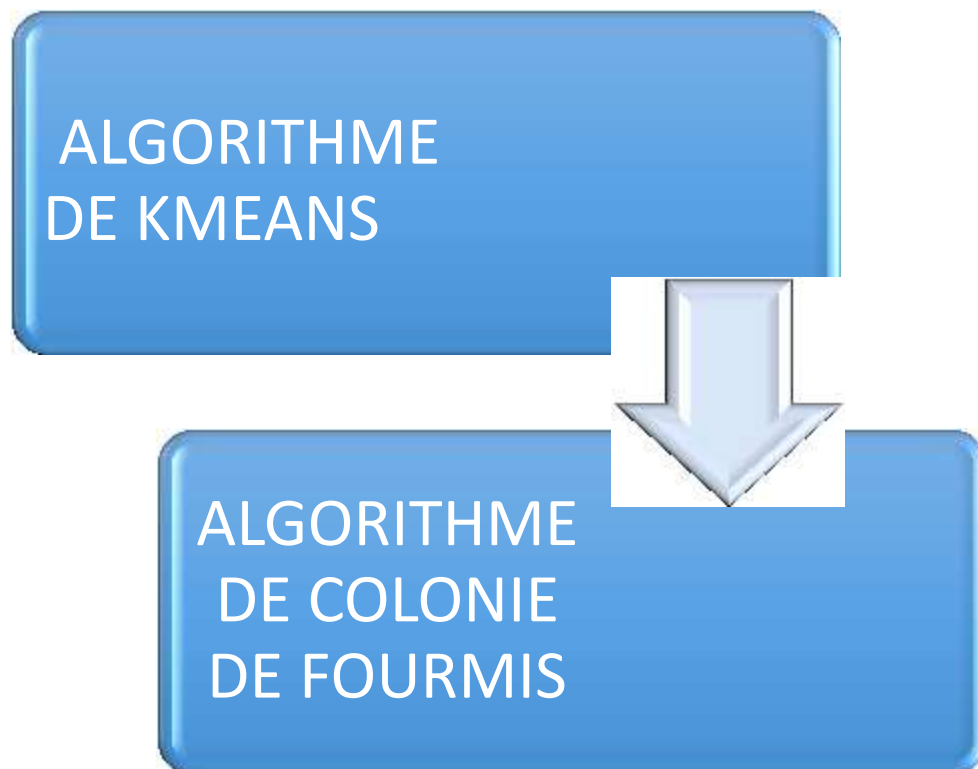 ALGORITHME
DE KMEANS
ALGORITHME
DE COLONIE
DE FOURMIS